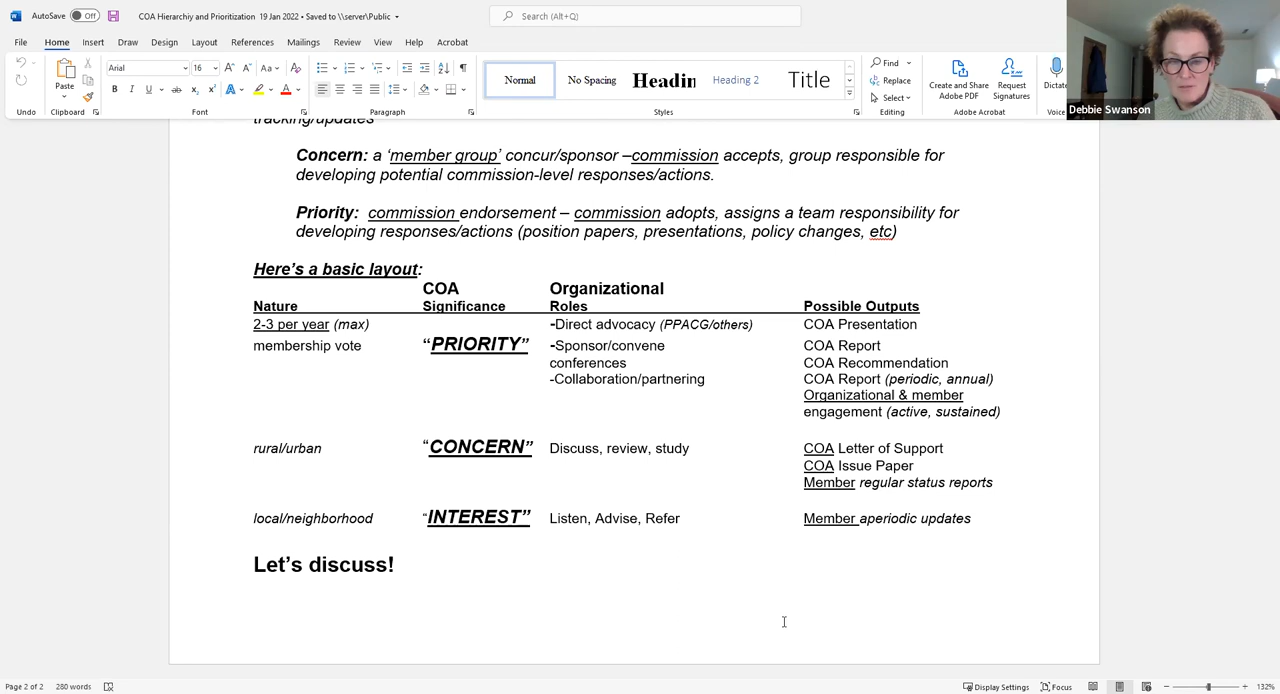 AutoSave Off COA Hierarchiy and Prioritization 19 Jan 2022 • Saved to \\server\Public
Search (Alt+Q)
File Home Insert Draw Design Layout References Mailings Review View Help Acrobat
Arial 16 Aa
Paste
B I U ab x₂ x² A A
Normal No Spacing Headin Heading 2 Title
Find
Replace
Select
Create and Share Adobe PDF
Request Signatures
Dictat
Undo Clipboard Font Paragraph Styles Editing Adobe Acrobat Voice
Debbie Swanson
tracking/updates
Concern: a ‘member group’ concur/sponsor –commission accepts, group responsible for
developing potential commission-level responses/actions.
Priority: commission endorsement – commission adopts, assigns a team responsibility for
developing responses/actions (position papers, presentations, policy changes, etc)
Here’s a basic layout:
COA Organizational
Nature Significance Roles Possible Outputs
2-3 per year (max) -Direct advocacy (PPACG/others) COA Presentation
membership vote “PRIORITY” -Sponsor/convene COA Report
conferences COA Recommendation
-Collaboration/partnering COA Report (periodic, annual)
Organizational & member
engagement (active, sustained)
rural/urban “CONCERN” Discuss, review, study COA Letter of Support
COA Issue Paper
Member regular status reports
local/neighborhood “INTEREST” Listen, Advise, Refer Member aperiodic updates
Let’s discuss!
Page 2 of 2 280 words Display Settings Focus 132%